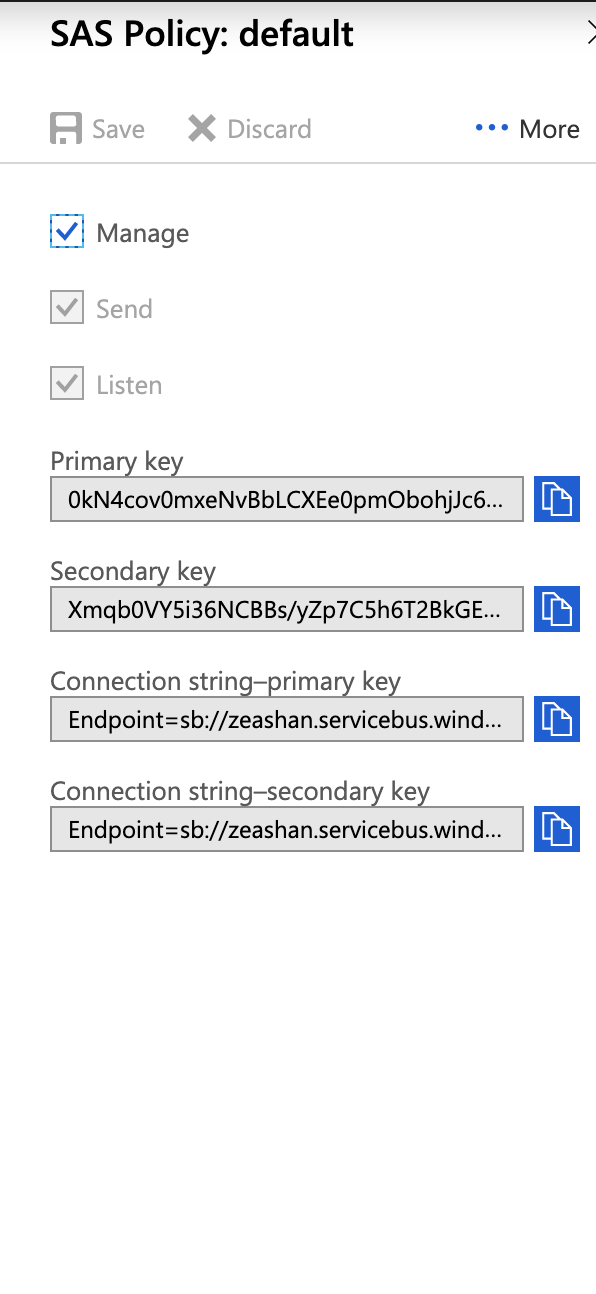 SAS Policy: default
Save Discard ••• More
Manage
Send
Listen
Primary key
0kN4cov0mxeNvBbLCXEe0pmObohjJc6...
Secondary key
Xmqb0VY5i36NCBBs/yZp7C5h6T2BkGE...
Connection string–primary key
Endpoint=sb://zeashan.servicebus.wind...
Connection string–secondary key
Endpoint=sb://zeashan.servicebus.wind...